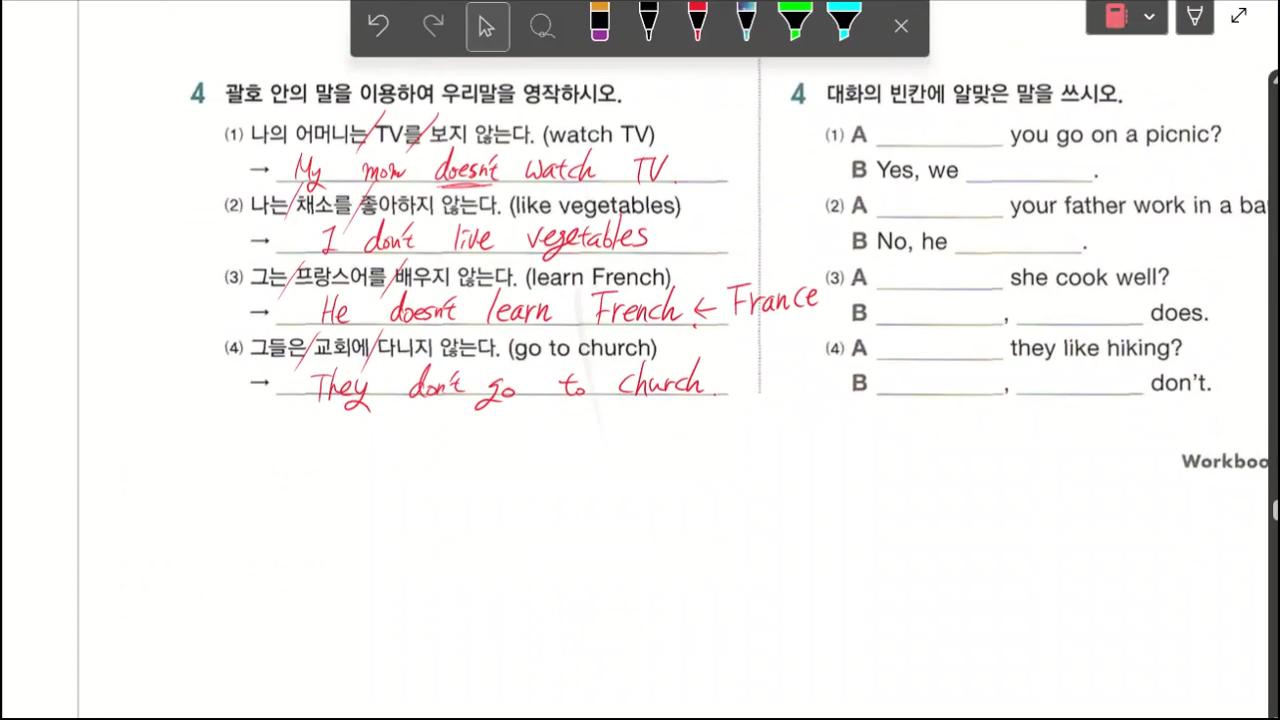 4 괄호 안의 말을 이용하여 우리말을 영작하시오.
(1) 나의 어머니는 TV를 보지 않는다. (watch TV)
→ My mom doesn't watch TV.
(2) 나는 채소를 좋아하지 않는다. (like vegetables)
→ I don't live vegetables
(3) 그는 프랑스어를 배우지 않는다. (learn French)
→ He doesn't learn French. ← France
(4) 그들은 교회에 다니지 않는다. (go to church)
→ They don't go to church.
4 대화의 빈칸에 알맞은 말을 쓰시오.
(1) A ________ you go on a picnic?
B Yes, we ________.
(2) A ________ your father work in a ba
B No, he ________.
(3) A ________ she cook well?
B ________, ________ does.
(4) A ________ they like hiking?
B ________, ________ don't.
Workboo